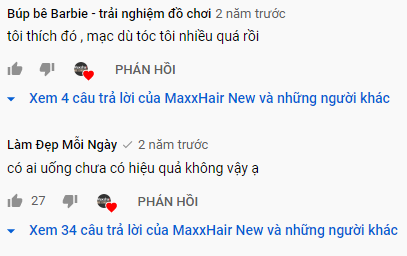 Búp bê Barbie - trải nghiệm đồ chơi 2 năm trước
tôi thích đó , mạc dù tóc tôi nhiều quá rồi
PHẢN HỒI
Xem 4 câu trả lời của MaxxHair New và những người khác
Làm Đẹp Mỗi Ngày 2 năm trước
có ai uống chưa có hiệu quả không vậy ạ
27 PHẢN HỒI
Xem 34 câu trả lời của MaxxHair New và những người khác